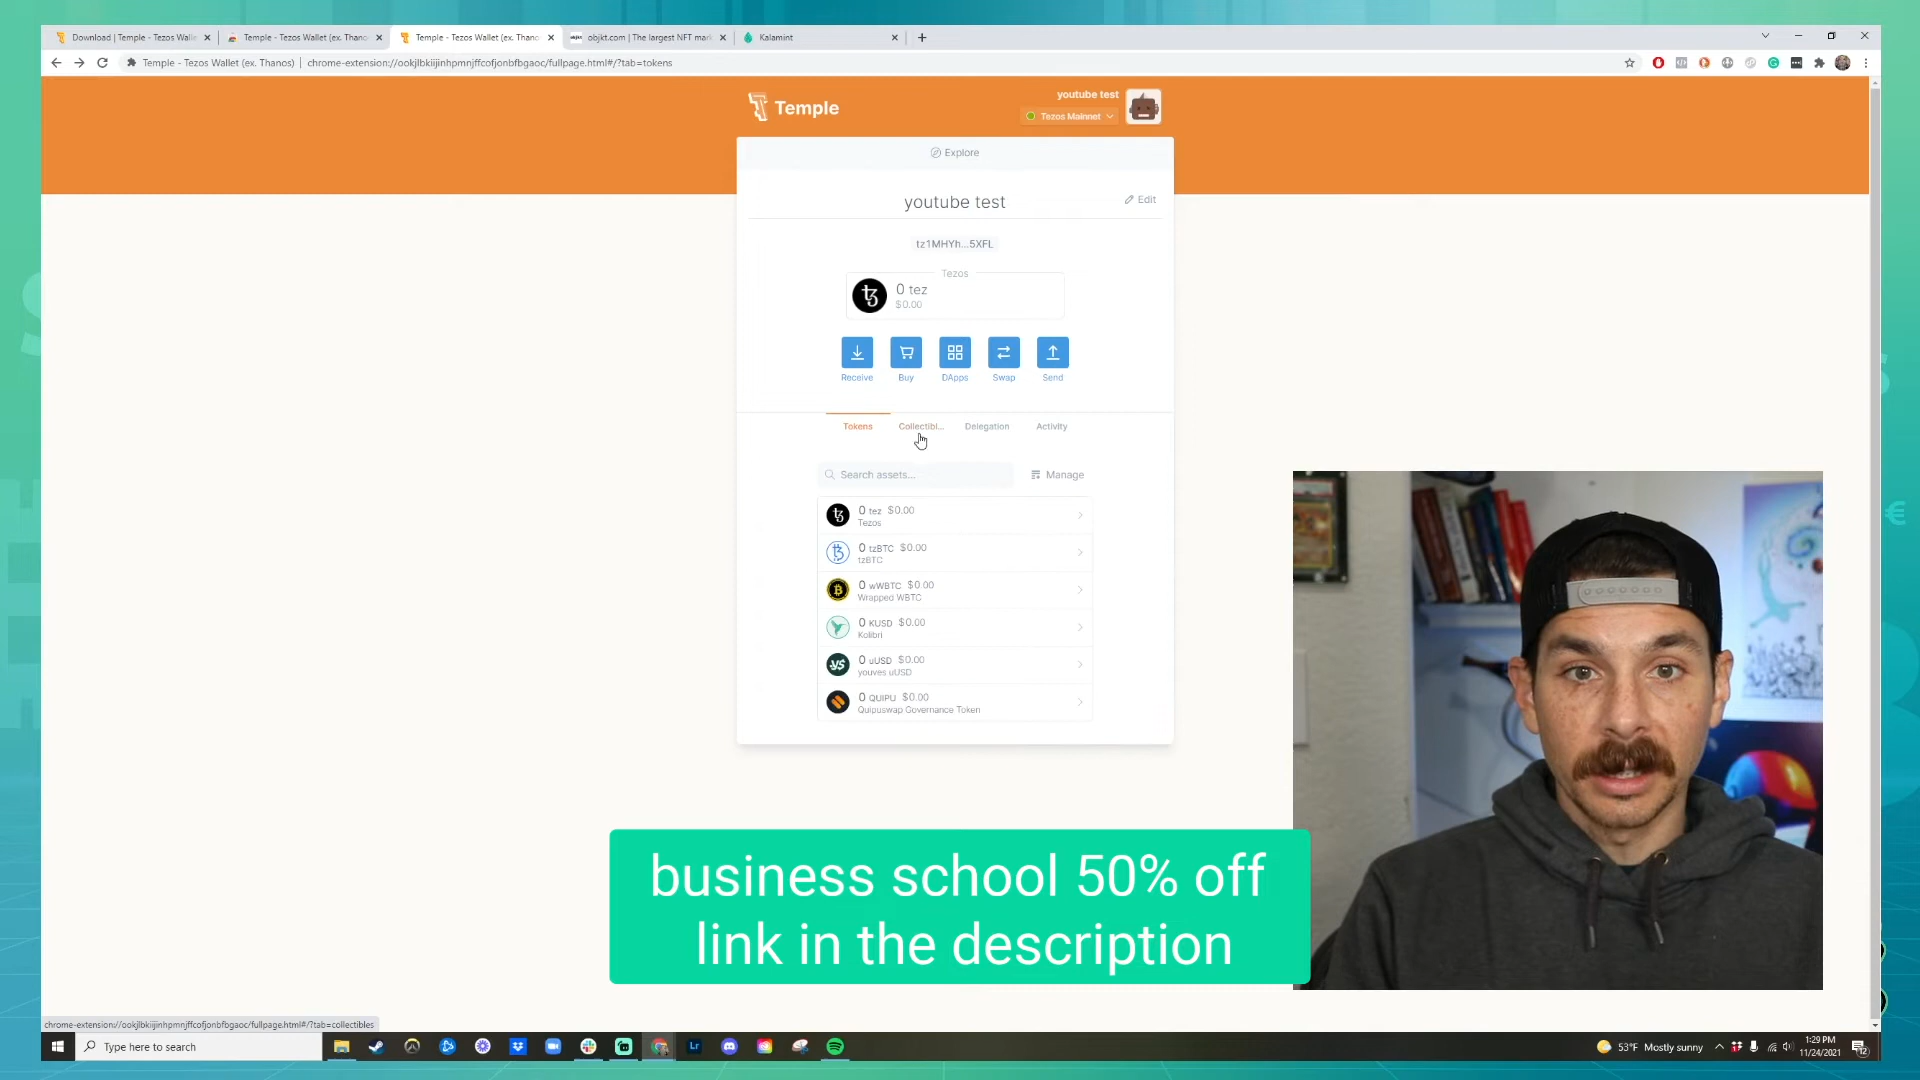 Download | Temple - Tezos Walle
Temple - Tezos Wallet (ex. Thano
Temple - Tezos Wallet (ex. Thano
objkt.com | The largest NFT mar
Kalamint
Temple - Tezos Wallet (ex. Thanos)
chrome-extension://ookjlbkiijinhpmnjffcofjonbfbgaoc/fullpage.html#/?tab=tokens
Temple
youtube test
Tezos Mainnet
Explore
youtube test
Edit
tz1MHYh...5XFL
Tezos
0 tez
$0.00
Receive
Buy
DApps
Swap
Send
Tokens
Collectibl...
Delegation
Activity
Search assets...
Manage
0 tez $0.00
Tezos
0 tzBTC $0.00
tzBTC
0 wWBTC $0.00
Wrapped WBTC
0 KUSD $0.00
Kolibri
0 uUSD $0.00
youves uUSD
0 QUIPU $0.00
Quipuswap Governance Token
business school 50% off
link in the description
chrome-extension://ookjlbkiijinhpmnjffcofjonbfbgaoc/fullpage.html#/?tab=collectibles
Type here to search
53°F Mostly sunny
1:29 PM
11/24/2021